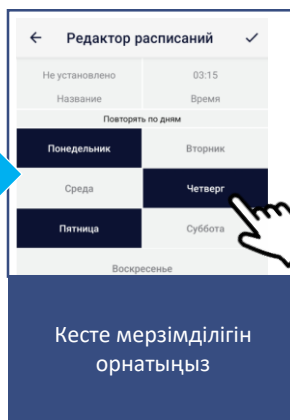 Редактор расписаний
Не установлено 03:15
Название Время
Повторять по дням
Понедельник Вторник
Среда Четверг
Пятница Суббота
Воскресенье
Кесте мерзімділігін
орнатыңыз